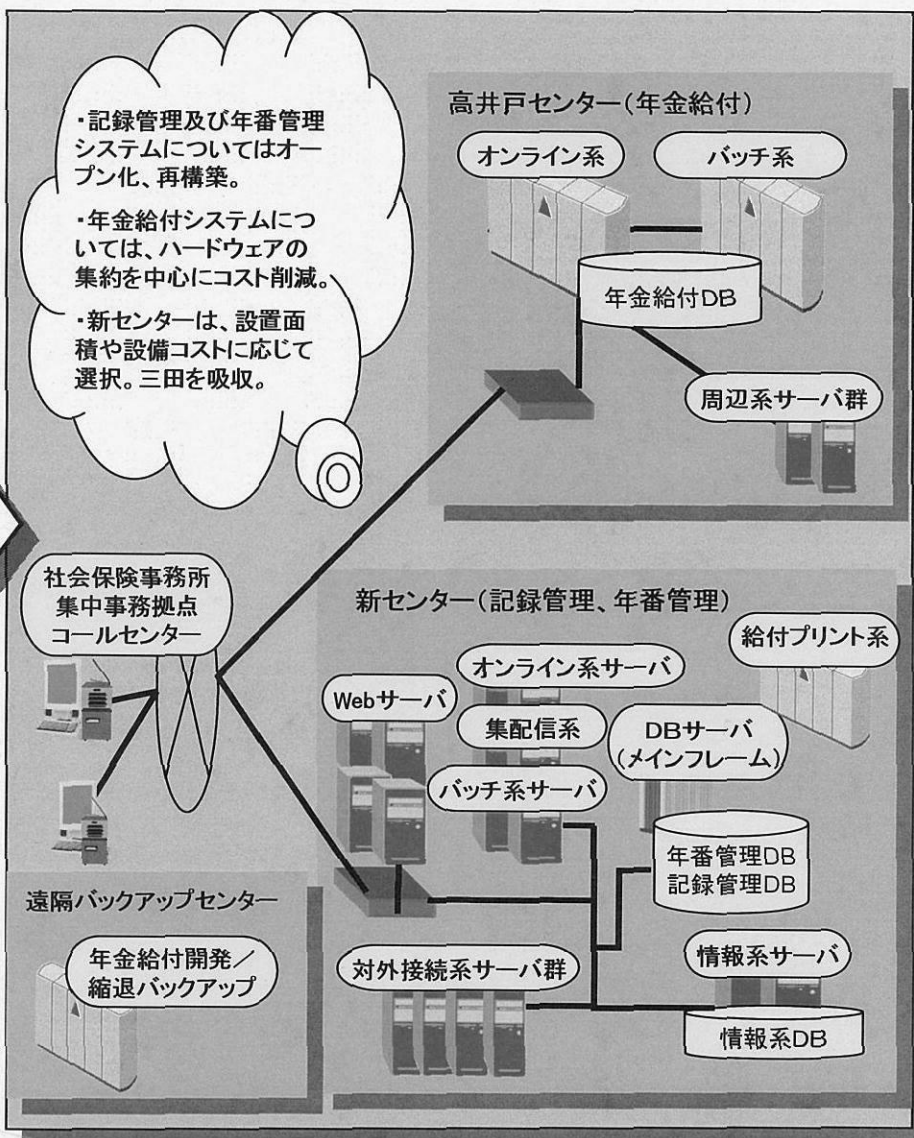 ・記録管理及び年番管理
システムについてはオー
プン化、再構築。
・年金給付システムにつ
いては、ハードウェアの
集約を中心にコスト削減。
・新センターは、設置面
積や設備コストに応じて
選択。三田を吸収。
高井戸センター(年金給付)
オンライン系
バッチ系
年金給付DB
周辺系サーバ群
社会保険事務所
集中事務拠点
コールセンター
新センター(記録管理、年番管理)
給付プリント系
オンライン系サーバ
Webサーバ
集配信系
DBサーバ
(メインフレーム)
バッチ系サーバ
年番管理DB
記録管理DB
遠隔バックアップセンター
年金給付開発/
縮退バックアップ
対外接続系サーバ群
情報系サーバ
情報系DB